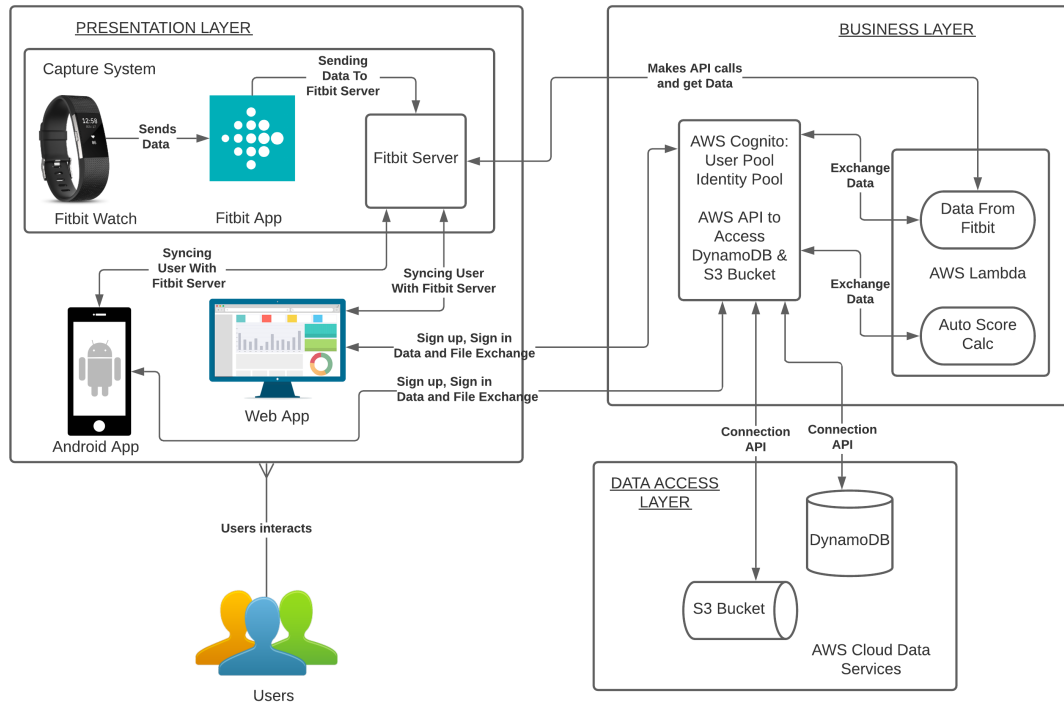 PRESENTATION LAYER
Capture System
Sending
Data To
Fitbit Server
Sends
Data
12:50
Fitbit Watch
Fitbit App
Fitbit Server
Syncing
User With
Fitbit Server
Syncing User
With Fitbit Server
Sign up, Sign in
Data and File Exchange
Sign up, Sign in
Data and File Exchange
Web App
Android App
Users interacts
Users
BUSINESS LAYER
Makes API calls
and get Data
AWS Cognito:
User Pool
Identity Pool
AWS API to
Access
DynamoDB &
S3 Bucket
Exchange
Data
Exchange
Data
Data From
Fitbit
AWS Lambda
Auto Score
Calc
Connection
API
Connection
API
DATA ACCESS
LAYER
DynamoDB
S3 Bucket
AWS Cloud Data
Services